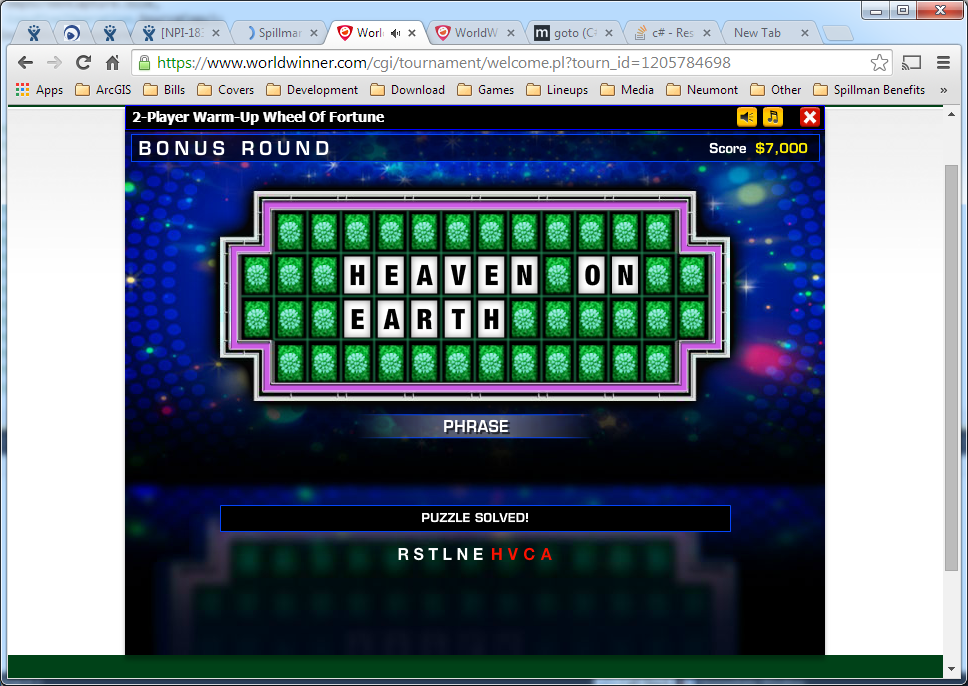 [NPI-18 Spillmar Worl WorldW goto (C# c# - Res New Tab
https://www.worldwinner.com/cgi/tournament/welcome.pl?tourn_id=1205784698
Apps ArcGIS Bills Covers Development Download Games Lineups Media Neumont Other Spillman Benefits »
2-Player Warm-Up Wheel Of Fortune
BONUS ROUND Score $7,000
HEAVEN ON
EARTH
PHRASE
PUZZLE SOLVED!
RSTLNE HVCA